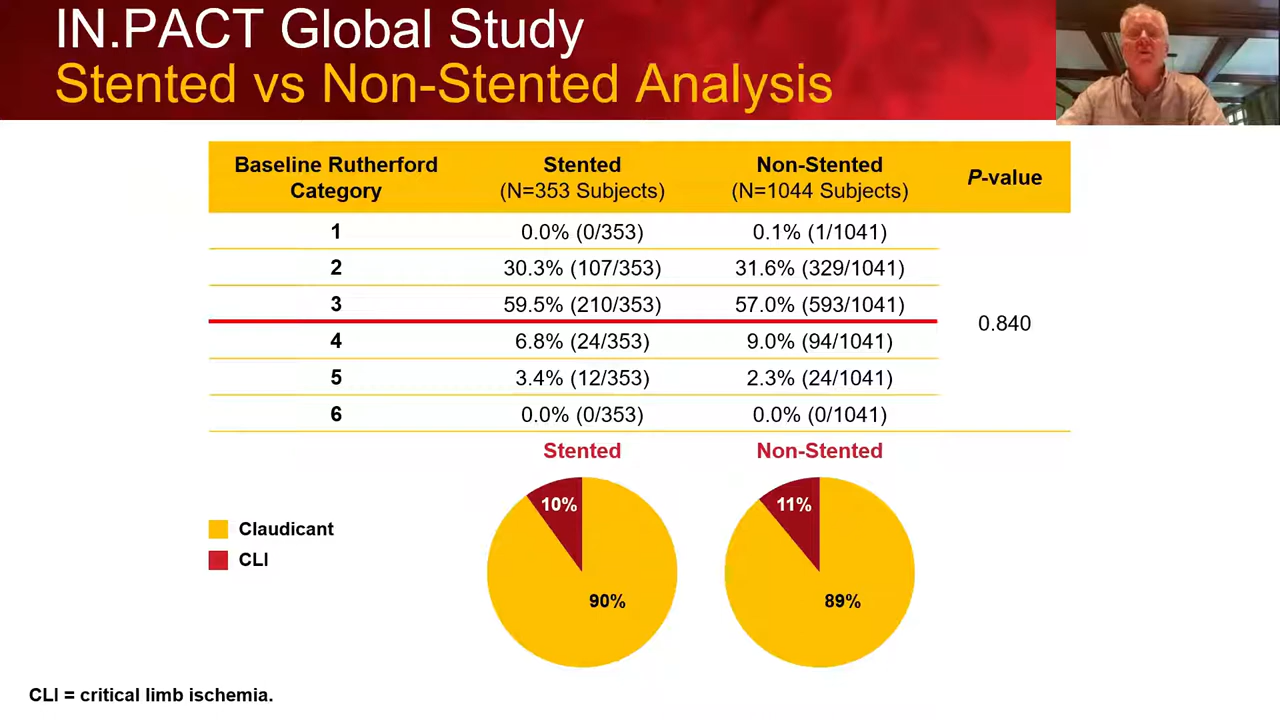 IN.PACT Global Study
Stented vs Non-Stented Analysis
Baseline Rutherford Category Stented (N=353 Subjects) Non-Stented (N=1044 Subjects) P-value
1 0.0% (0/353) 0.1% (1/1041)
2 30.3% (107/353) 31.6% (329/1041)
3 59.5% (210/353) 57.0% (593/1041)
0.840
4 6.8% (24/353) 9.0% (94/1041)
5 3.4% (12/353) 2.3% (24/1041)
6 0.0% (0/353) 0.0% (0/1041)
Stented Non-Stented
10% 11%
Claudicant
CLI
90% 89%
CLI = critical limb ischemia.